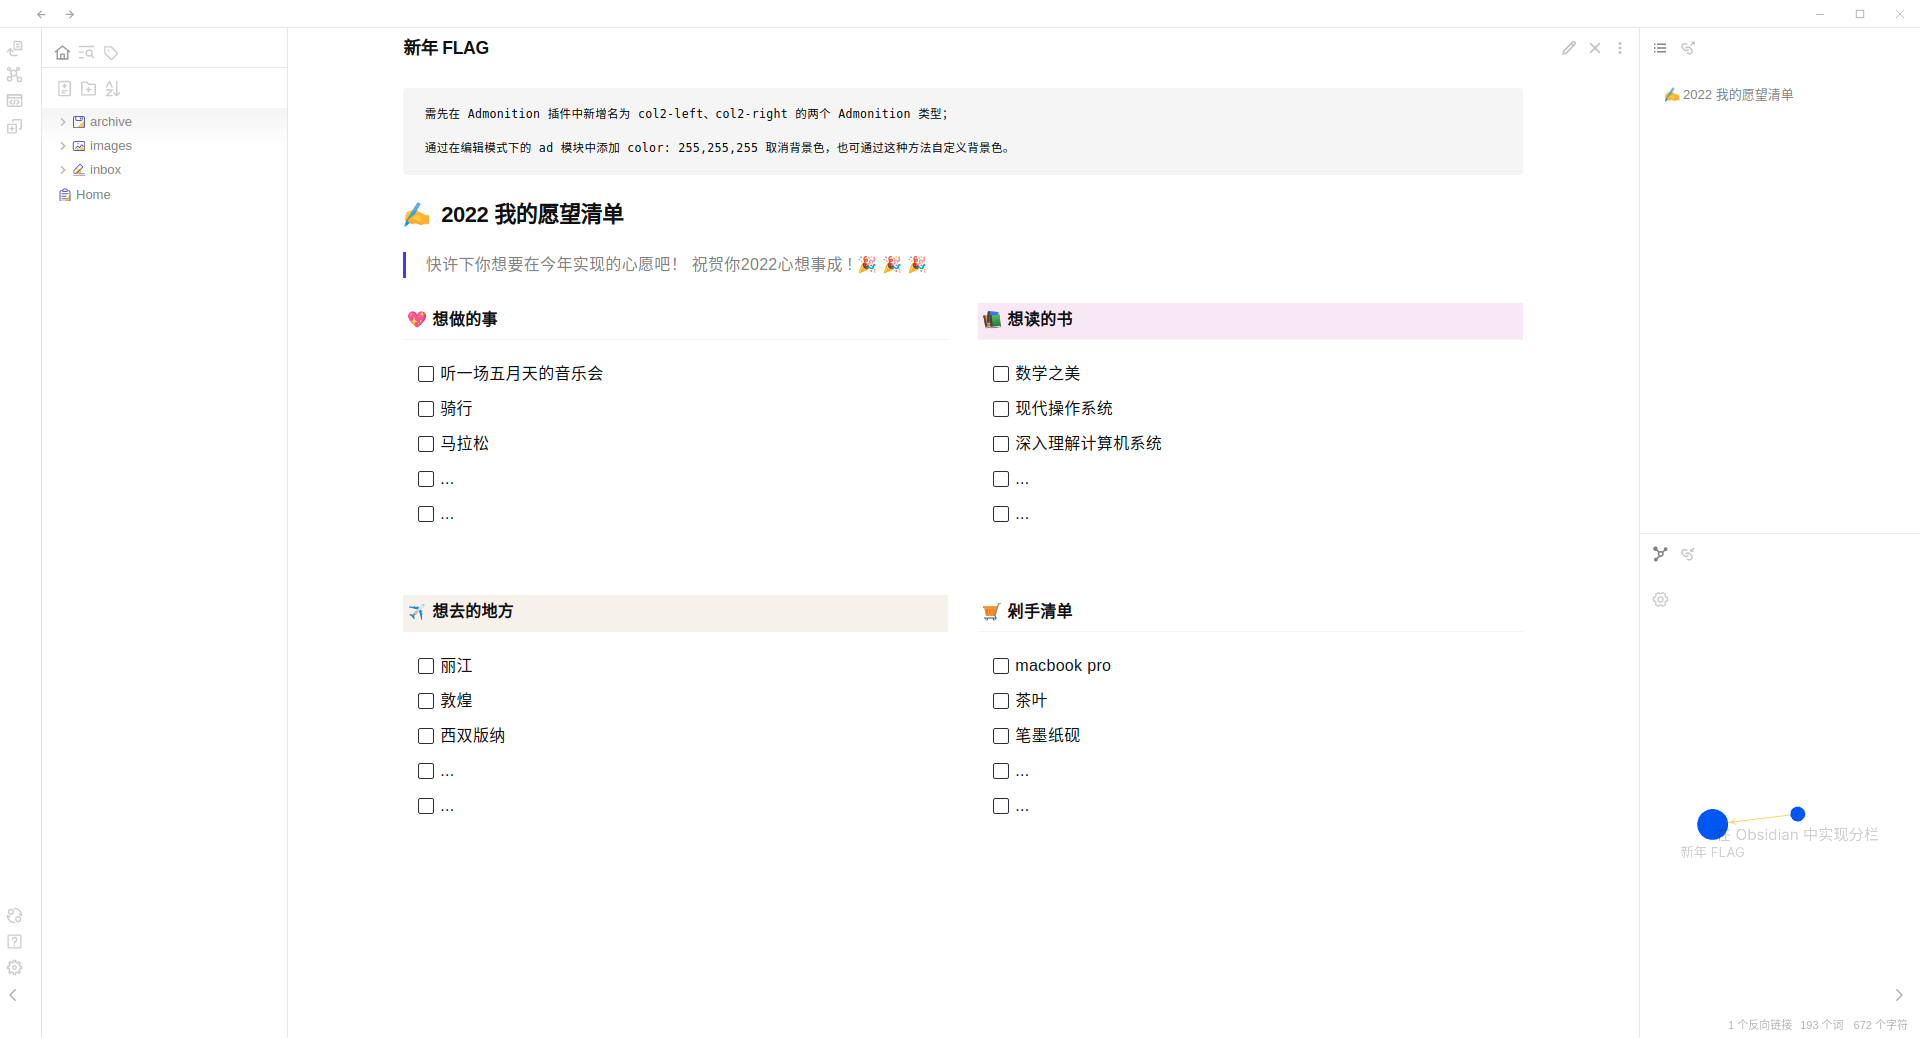 archive
images
inbox
Home
新年 FLAG
需先在 Admonition 插件中新增名为 col2-left、col2-right 的两个 Admonition 类型;
通过在编辑模式下的 ad 模块中添加 color: 255,255,255 取消背景色，也可通过这种方法自定义背景色。
✍️ 2022 我的愿望清单
快许下你想要在今年实现的心愿吧！ 祝贺你2022心想事成！🎉 🎉 🎉
💖 想做的事
听一场五月天的音乐会
骑行
马拉松
...
...
📚 想读的书
数学之美
现代操作系统
深入理解计算机系统
...
...
✈️ 想去的地方
丽江
敦煌
西双版纳
...
...
🛒 剁手清单
macbook pro
茶叶
笔墨纸砚
...
...
✍️ 2022 我的愿望清单
在 Obsidian 中实现分栏
新年 FLAG
1 个反向链接 193 个词 672 个字符